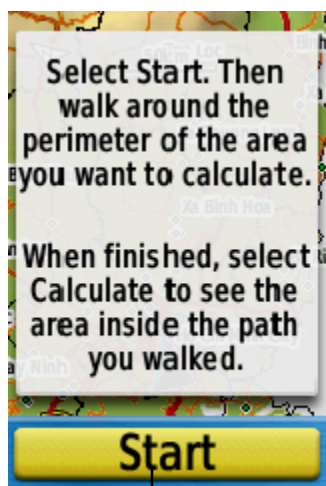 Select Start. Then
walk around the
perimeter of the area
you want to calculate.
When finished, select
Calculate to see the
area inside the path
you walked.
Start